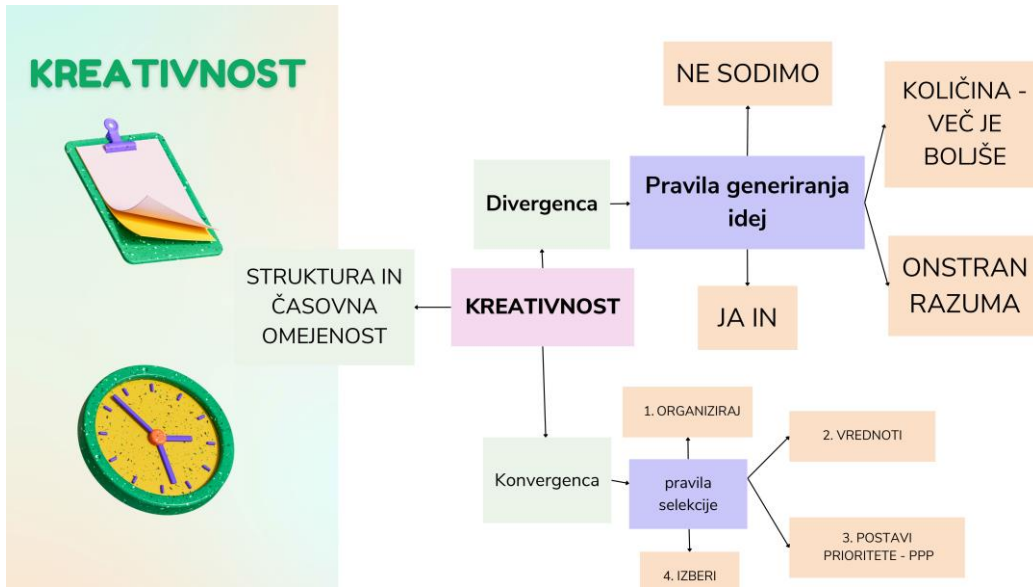 KREATIVNOST
STRUKTURA IN
ČASOVNA
OMEJENOST
KREATIVNOST
Divergenca
Pravila generiranja
idej
NE SODIMO
KOLIČINA -
VEČ JE
BOLJŠE
ONSTRAN
RAZUMA
JA IN
Konvergenca
pravila
selekcije
1. ORGANIZIRAJ
2. VREDNOTI
3. POSTAVI
PRIORITETE - PPP
4. IZBERI